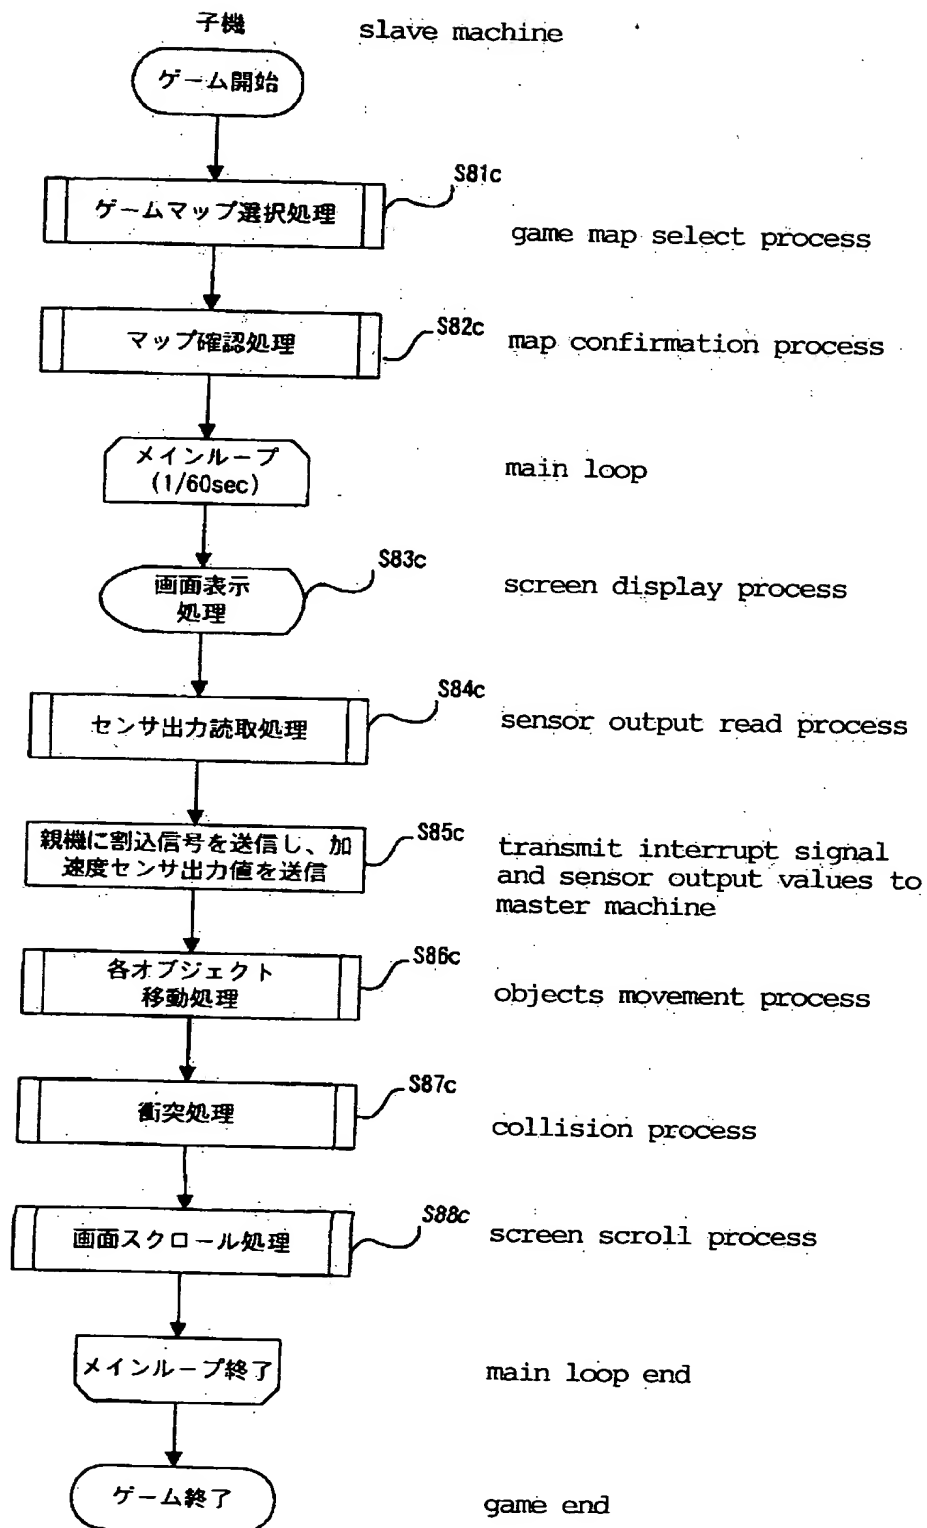 子機
slave machine
ゲーム開始
S81c
ゲームマップ選択処理
game map select process
S82c
マップ確認処理
map confirmation process
メインループ
(1/60sec)
main loop
S83c
画面表示
処理
screen display process
S84c
センサ出力読取処理
sensor output read process
S85c
親機に割込信号を送信し、加
速度センサ出力値を送信
transmit interrupt signal
and sensor output values to
master machine
S86c
各オブジェクト
移動処理
objects movement process
S87c
衝突処理
collision process
S88c
画面スクロール処理
screen scroll process
メインループ終了
main loop end
ゲーム終了
game end